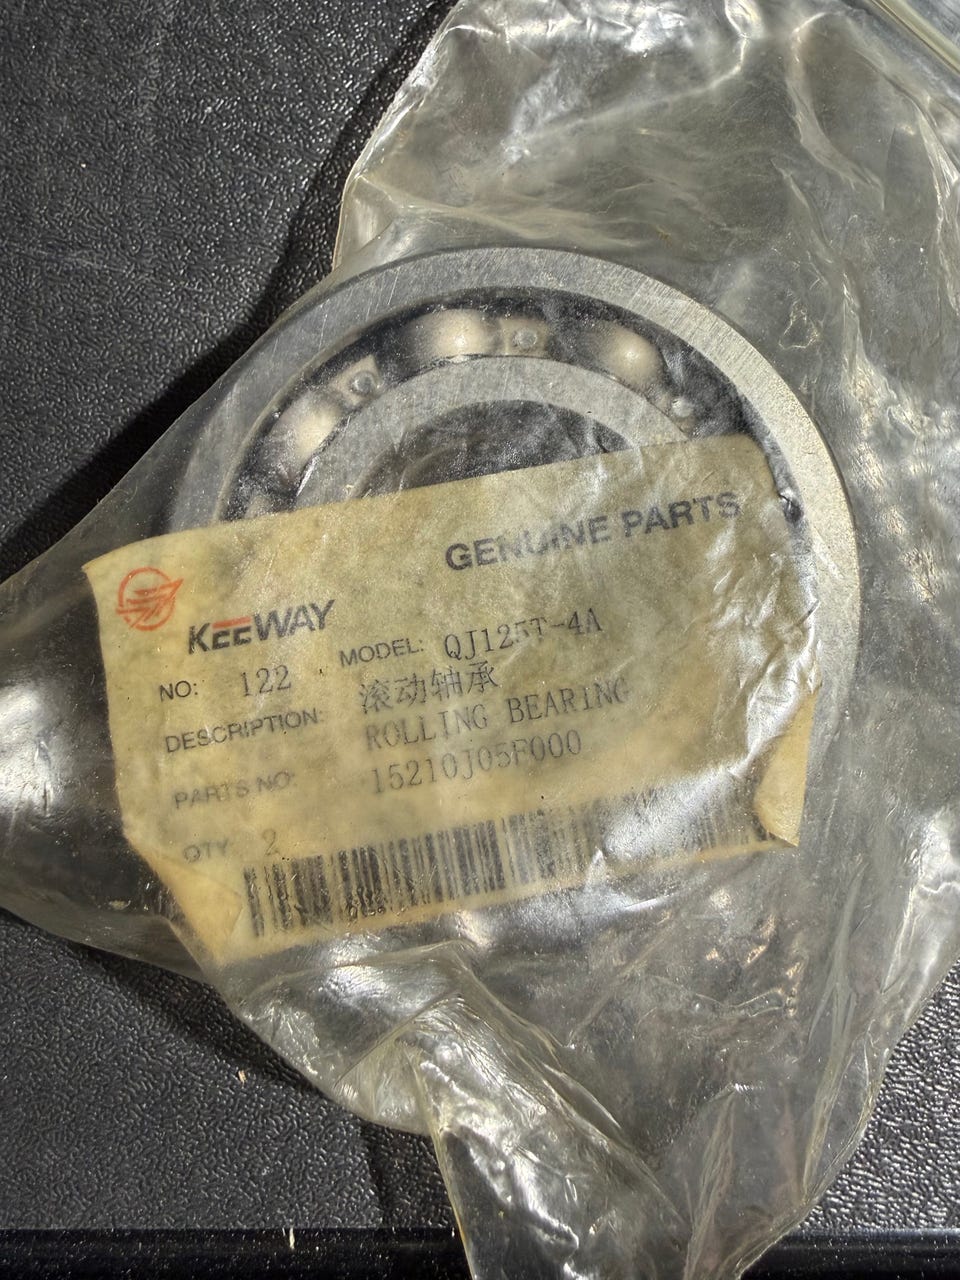 GENUINE PARTS
KEEWAY
NO: 122 MODEL: QJ125T-4A
DESCRIPTION: 滚动轴承
ROLLING BEARING
PARTS NO: 15210J05F000
QTY 2